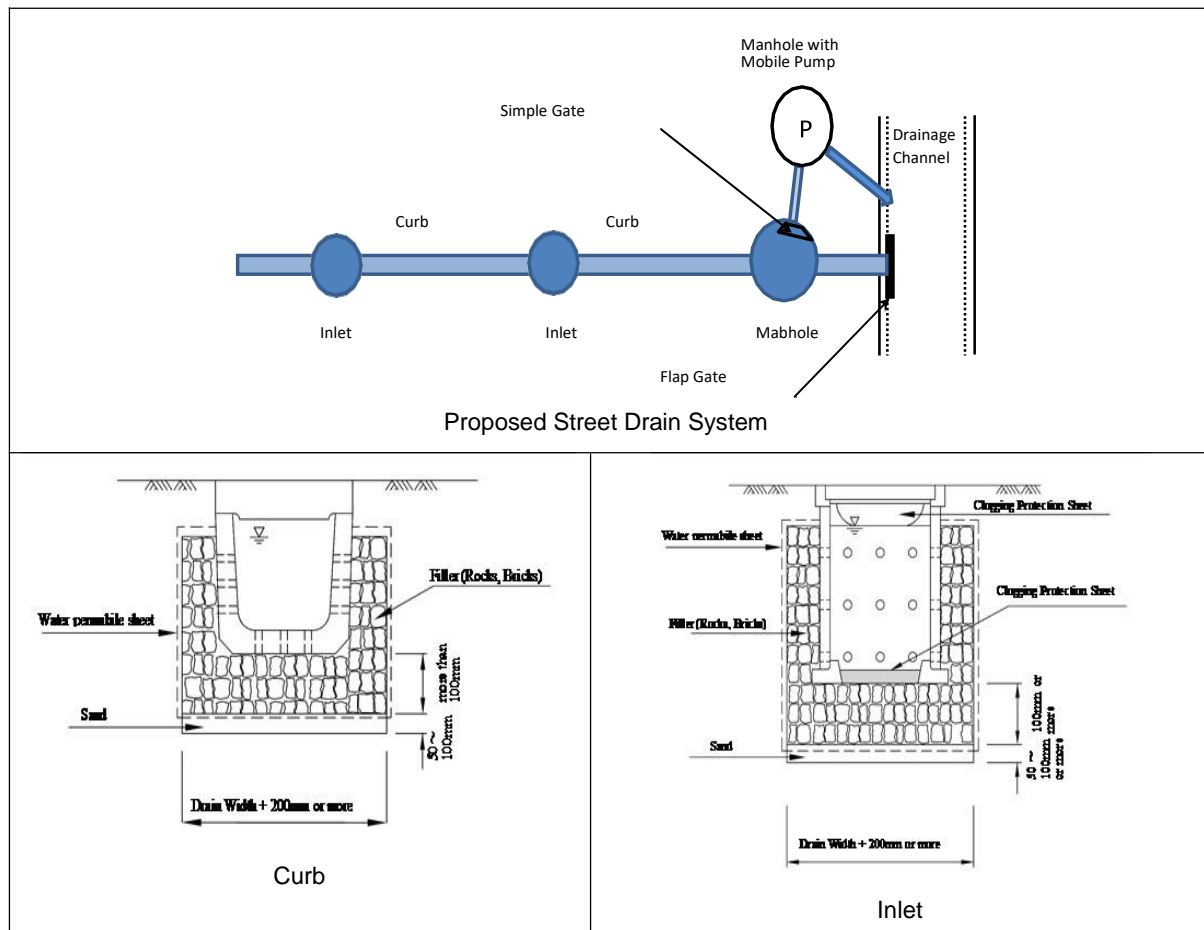 Manhole with
Mobile Pump
Simple Gate
P
Drainage
Channel
Curb
Curb
Inlet
Inlet
Mabhole
Flap Gate
Proposed Street Drain System
Filler (Rocks, Bricks)
Water permabile sheet
more than
100mm
Sand
50 ~
100mm
Drain Width + 200mm or more
Curb
Clogging Protection Sheet
Water permabile sheet
Clogging Protection Sheet
Filler (Rocks, Bricks)
100mm or
more
Sand
50 ~
100mm
or more
Drain Width + 200mm or more
Inlet